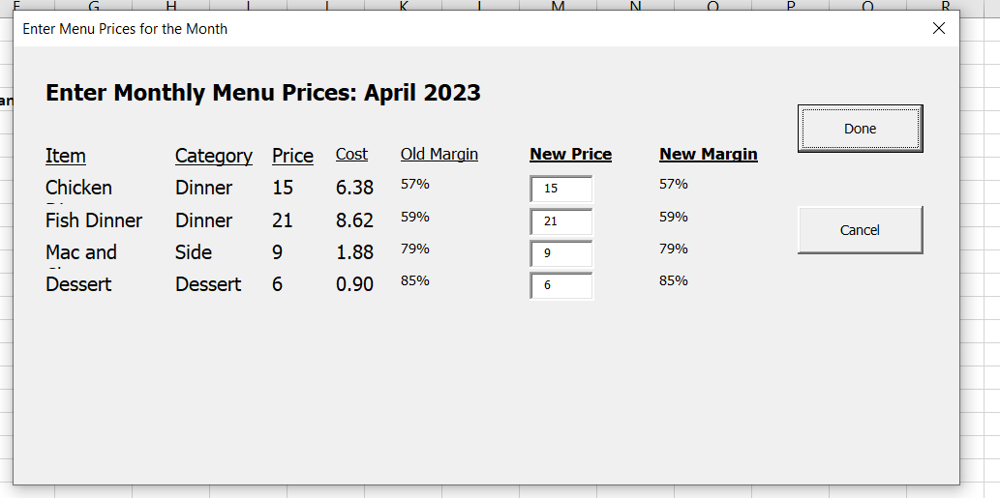 F G H I J K L M N O P Q R
Enter Menu Prices for the Month
Enter Monthly Menu Prices: April 2023
Done
Item Category Price Cost Old Margin New Price New Margin
Chicken Dinner 15 6.38 57% 15 57%
Fish Dinner Dinner 21 8.62 59% 21 59%
Cancel
Mac and Side 9 1.88 79% 9 79%
Dessert Dessert 6 0.90 85% 6 85%